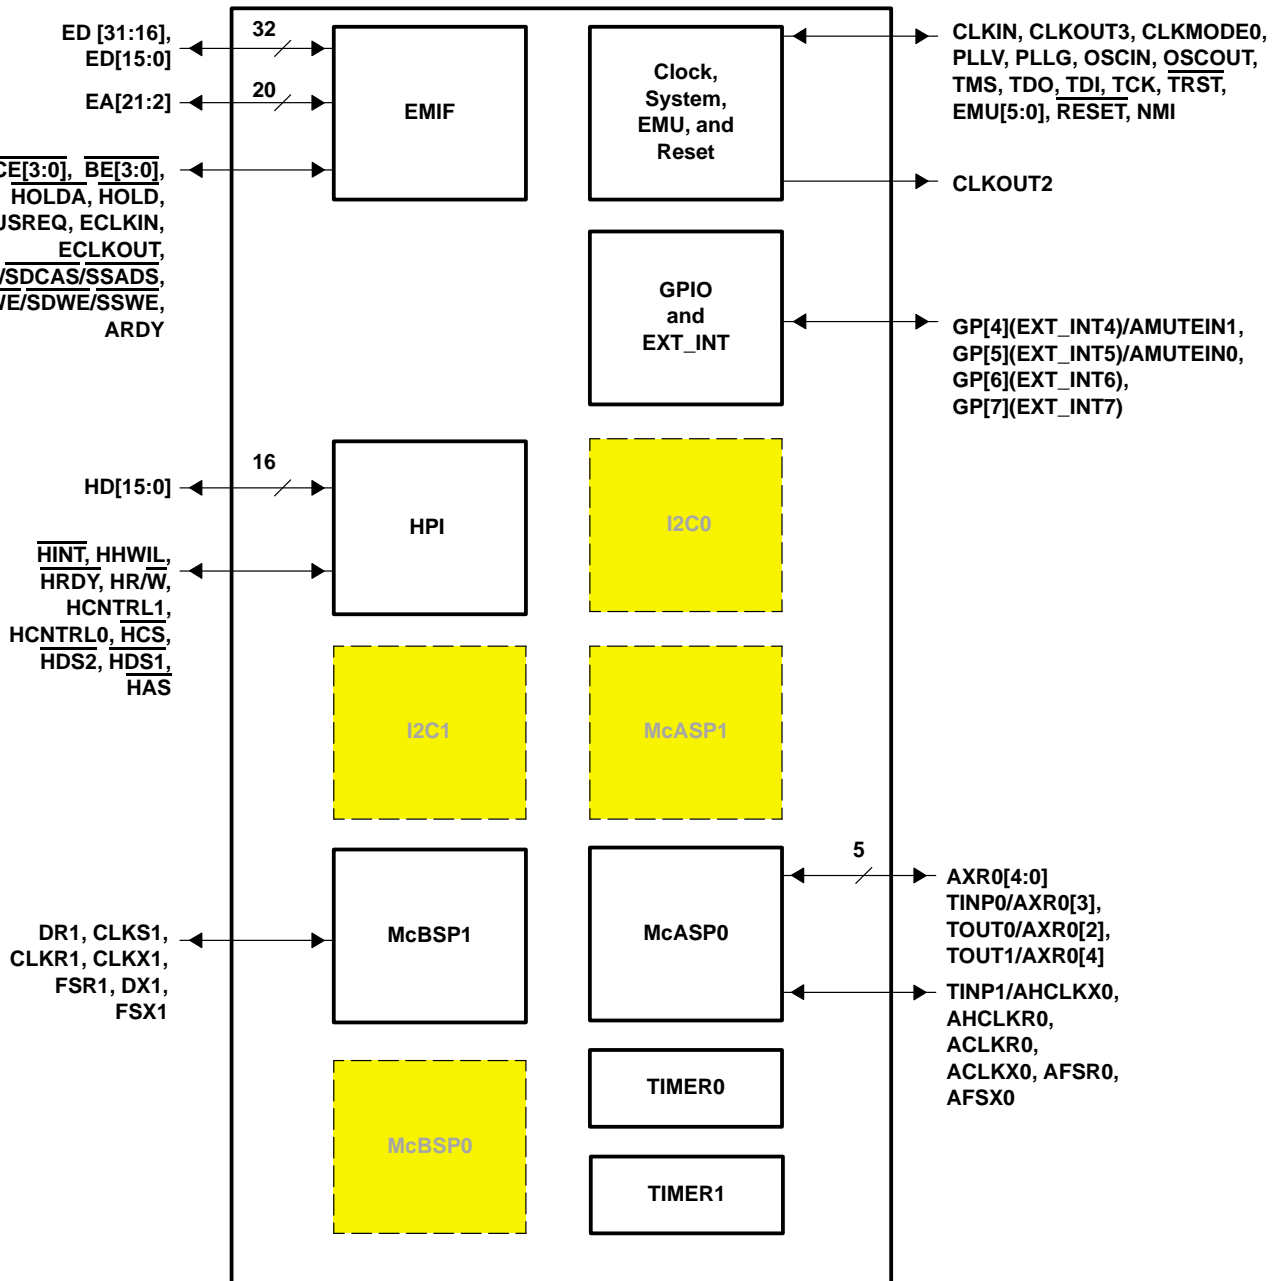 ED [31:16],
ED[15:0]
32
EA[21:2]
20
EMIF
CE[3:0], BE[3:0],
HOLDA, HOLD,
USREQ, ECLKIN,
ECLKOUT,
/SDCAS/SSADS,
WE/SDWE/SSWE,
ARDY
Clock,
System,
EMU, and
Reset
CLKIN, CLKOUT3, CLKMODE0,
PLLV, PLLG, OSCIN, OSCOUT,
TMS, TDO, TDI, TCK, TRST,
EMU[5:0], RESET, NMI
CLKOUT2
GPIO
and
EXT_INT
GP[4](EXT_INT4)/AMUTEIN1,
GP[5](EXT_INT5)/AMUTEIN0,
GP[6](EXT_INT6),
GP[7](EXT_INT7)
HD[15:0]
16
HPI
HINT, HHWIL,
HRDY, HR/W,
HCNTRL1,
HCNTRL0, HCS,
HDS2, HDS1,
HAS
I2C0
I2C1
McASP1
DR1, CLKS1,
CLKR1, CLKX1,
FSR1, DX1,
FSX1
McBSP1
McASP0
5
AXR0[4:0]
TINP0/AXR0[3],
TOUT0/AXR0[2],
TOUT1/AXR0[4]
TINP1/AHCLKX0,
AHCLKR0,
ACLKR0,
ACLKX0, AFSR0,
AFSX0
McBSP0
TIMER0
TIMER1